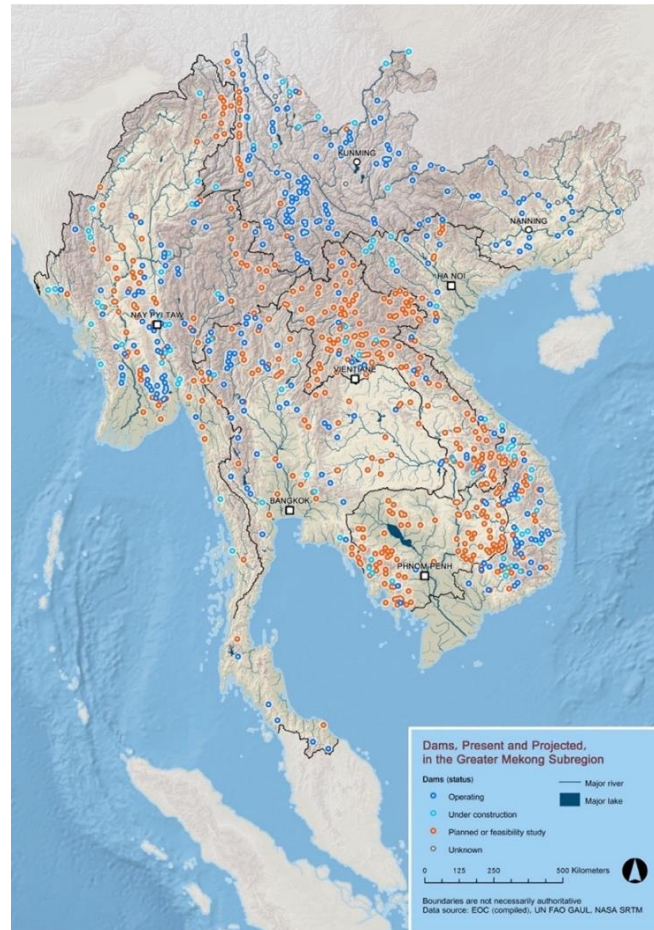 KUNMING
NANNING
HA NOI
NAY PYI TAW
VIENTIANE
BANGKOK
PHNOM PENH
Dams, Present and Projected,
in the Greater Mekong Subregion
Dams (status)
Operating
Under construction
Planned or feasibility study
Unknown
Major river
Major lake
0 125 250 500 Kilometers
Boundaries are not necessarily authoritative
Data source: EOC (compiled), UN FAO GAUL, NASA SRTM